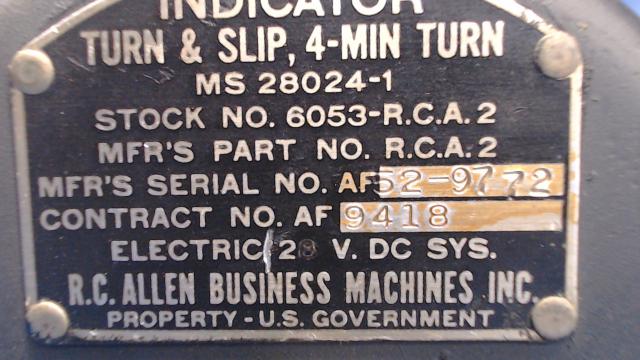 INDICATOR
TURN & SLIP, 4-MIN TURN
MS 28024-1
STOCK NO. 6053-R.C.A. 2
MFR'S PART NO. R.C.A. 2
MFR'S SERIAL NO. AF52-9772
CONTRACT NO. AF 9418
ELECTRIC 28 V. DC SYS.
R.C. ALLEN BUSINESS MACHINES INC.
PROPERTY - U.S. GOVERNMENT